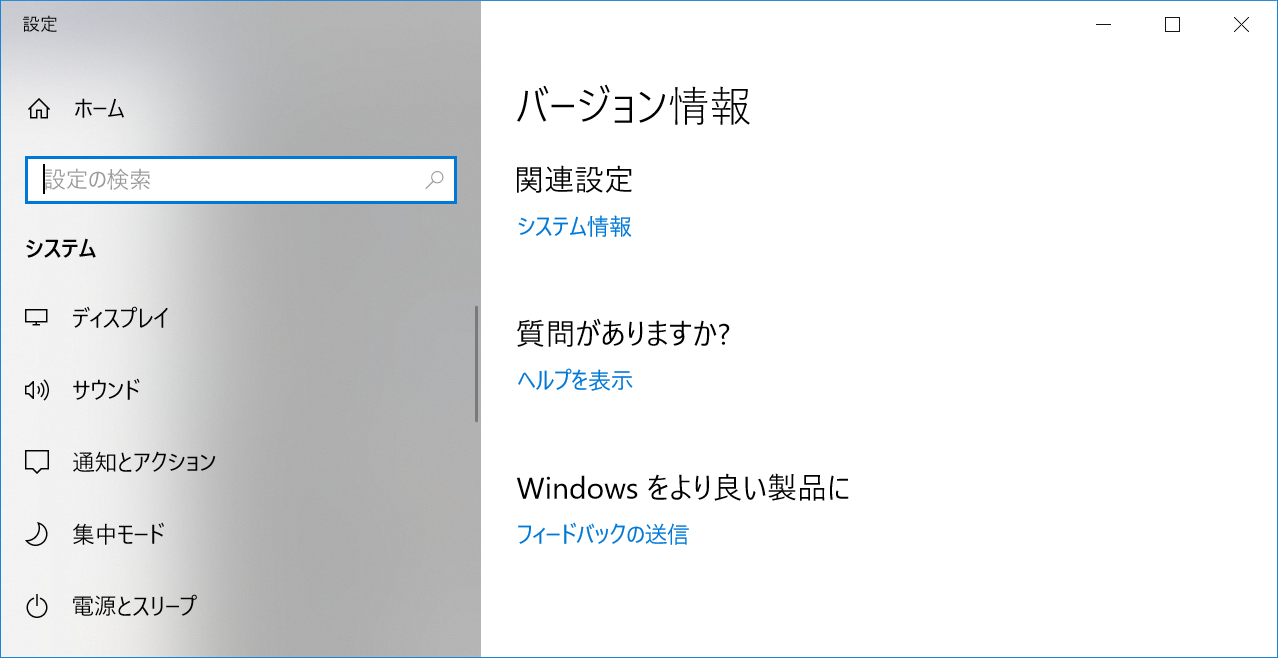 設定
ホーム
設定の検索
システム
ディスプレイ
サウンド
通知とアクション
集中モード
電源とスリープ
バージョン情報
関連設定
システム情報
質問がありますか?
ヘルプを表示
Windows をより良い製品に
フィードバックの送信